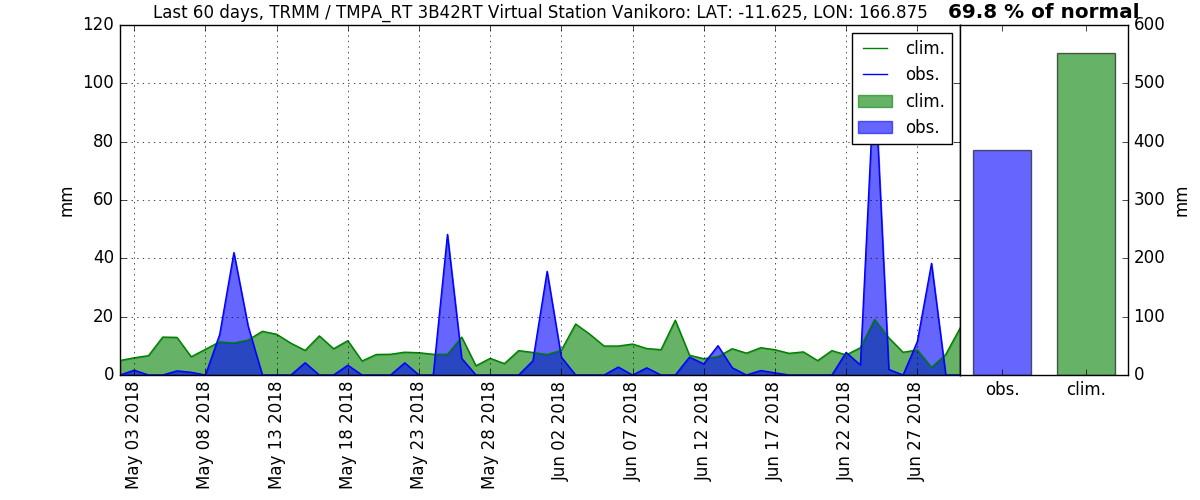 Last 60 days, TRMM / TMPA_RT 3B42RT Virtual Station Vanikoro: LAT: -11.625, LON: 166.875
69.8 % of normal
120
100
80
60
40
20
0
mm
clim.
obs.
clim.
obs.
600
500
400
300
200
100
0
mm
May 03 2018
May 08 2018
May 13 2018
May 18 2018
May 23 2018
May 28 2018
Jun 02 2018
Jun 07 2018
Jun 12 2018
Jun 17 2018
Jun 22 2018
Jun 27 2018
obs.
clim.